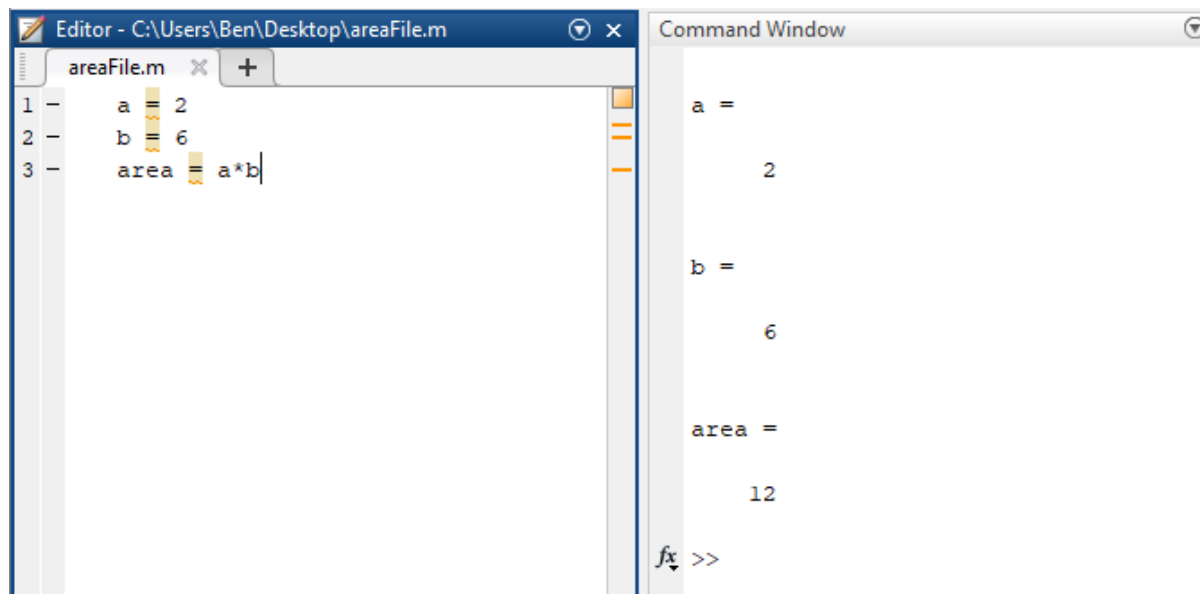 Editor - C:\Users\Ben\Desktop\areaFile.m
areaFile.m
1 - a = 2
2 - b = 6
3 - area = a*b
Command Window
a =
2
b =
6
area =
12
fx >>